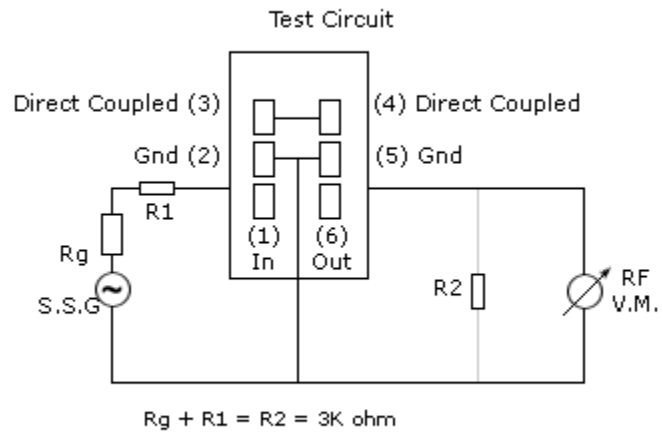 Test Circuit
Direct Coupled (3)
(4) Direct Coupled
Gnd (2)
(5) Gnd
R1
(1)
In
(6)
Out
Rg
S.S.G
R2
RF
V.M.
Rg + R1 = R2 = 3K ohm